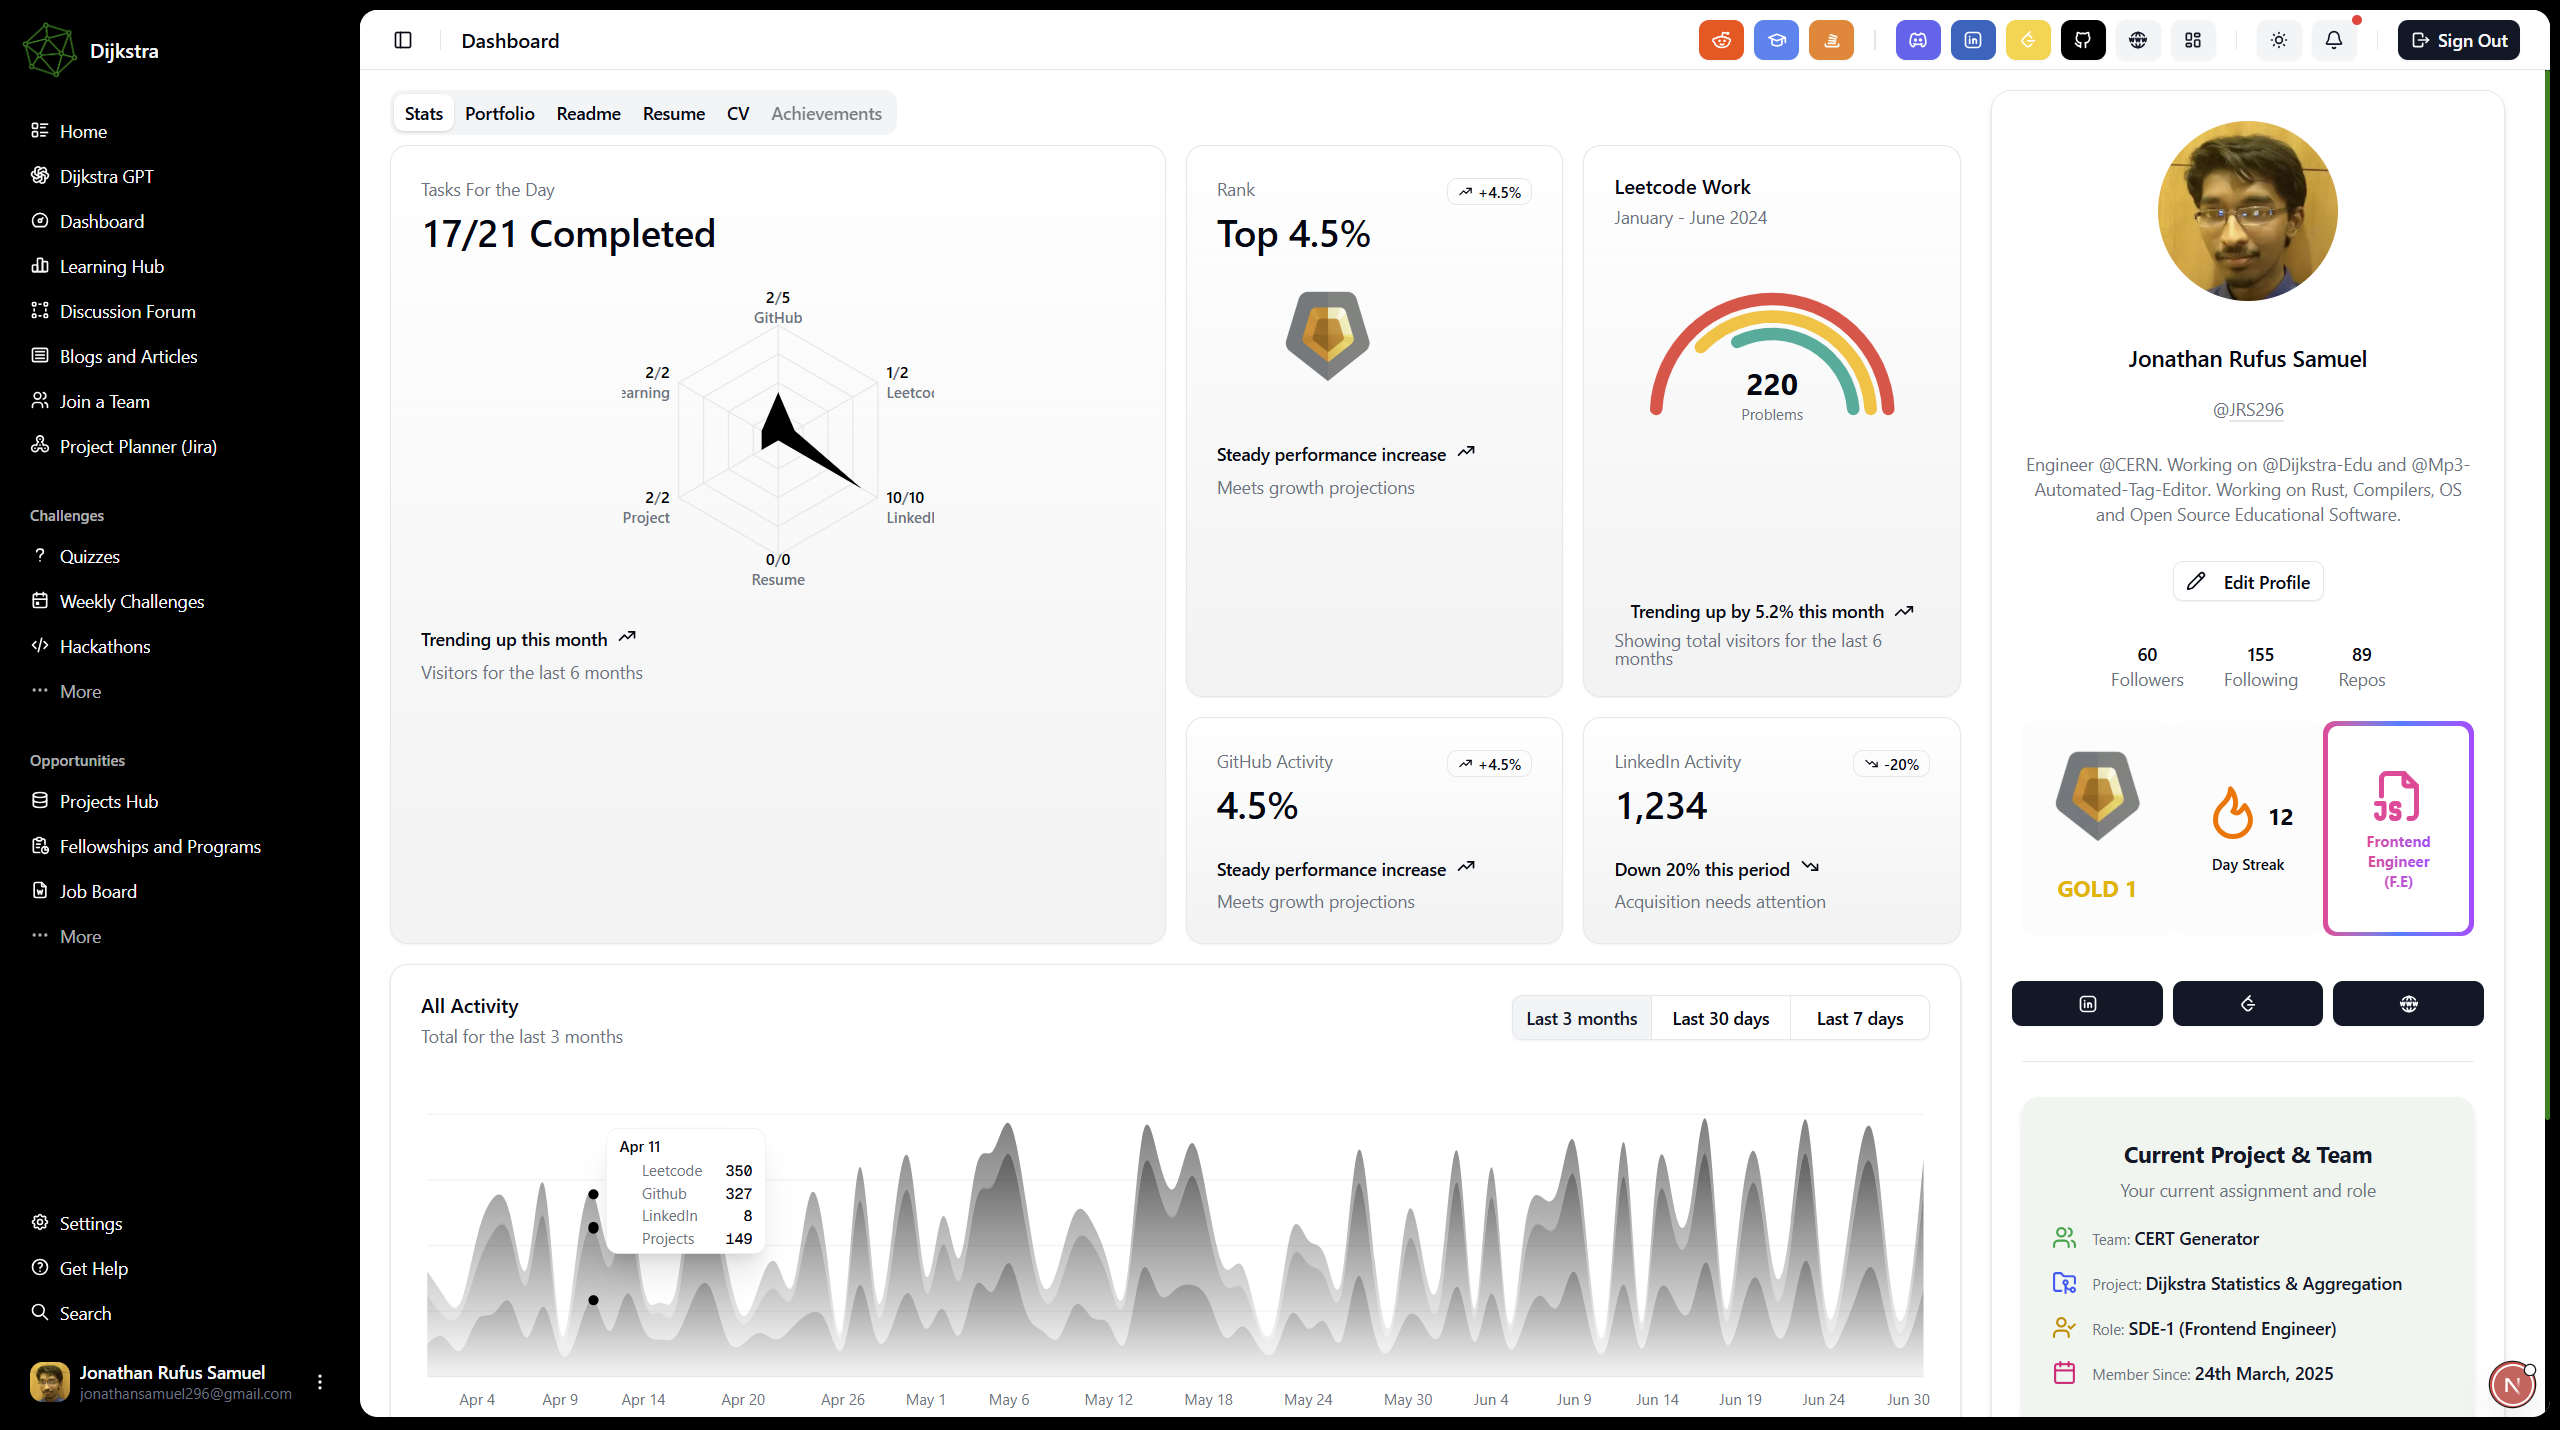 Dijkstra
Home
Dijkstra GPT
Dashboard
Learning Hub
Discussion Forum
Blogs and Articles
Join a Team
Project Planner (Jira)
Challenges
Quizzes
Weekly Challenges
Hackathons
More
Opportunities
Projects Hub
Fellowships and Programs
Job Board
More
Settings
Get Help
Search
Jonathan Rufus Samuel
jonathansamuel296@gmail.com
Dashboard
Sign Out
Stats Portfolio Readme Resume CV Achievements
Tasks For the Day
17/21 Completed
2/5
GitHub
2/2
earning
1/2
Leetco
2/2
Project
10/10
Linked
0/0
Resume
Trending up this month
Visitors for the last 6 months
Rank
+4.5%
Top 4.5%
Steady performance increase
Meets growth projections
Leetcode Work
January - June 2024
220
Problems
Trending up by 5.2% this month
Showing total visitors for the last 6
months
GitHub Activity
+4.5%
4.5%
Steady performance increase
Meets growth projections
LinkedIn Activity
-20%
1,234
Down 20% this period
Acquisition needs attention
All Activity
Total for the last 3 months
Last 3 months Last 30 days Last 7 days
Apr 11
Leetcode 350
Github 327
LinkedIn 8
Projects 149
Apr 4 Apr 9 Apr 14 Apr 20 Apr 26 May 1 May 6 May 12 May 18 May 24 May 30 Jun 4 Jun 9 Jun 14 Jun 19 Jun 24 Jun 30
Jonathan Rufus Samuel
@JRS296
Engineer @CERN. Working on @Dijkstra-Edu and @Mp3-
Automated-Tag-Editor. Working on Rust, Compilers, OS
and Open Source Educational Software.
Edit Profile
60 155 89
Followers Following Repos
GOLD 1
12
Day Streak
JS
Frontend
Engineer
(F.E)
Current Project & Team
Your current assignment and role
Team: CERT Generator
Project: Dijkstra Statistics & Aggregation
Role: SDE-1 (Frontend Engineer)
Member Since: 24th March, 2025
N